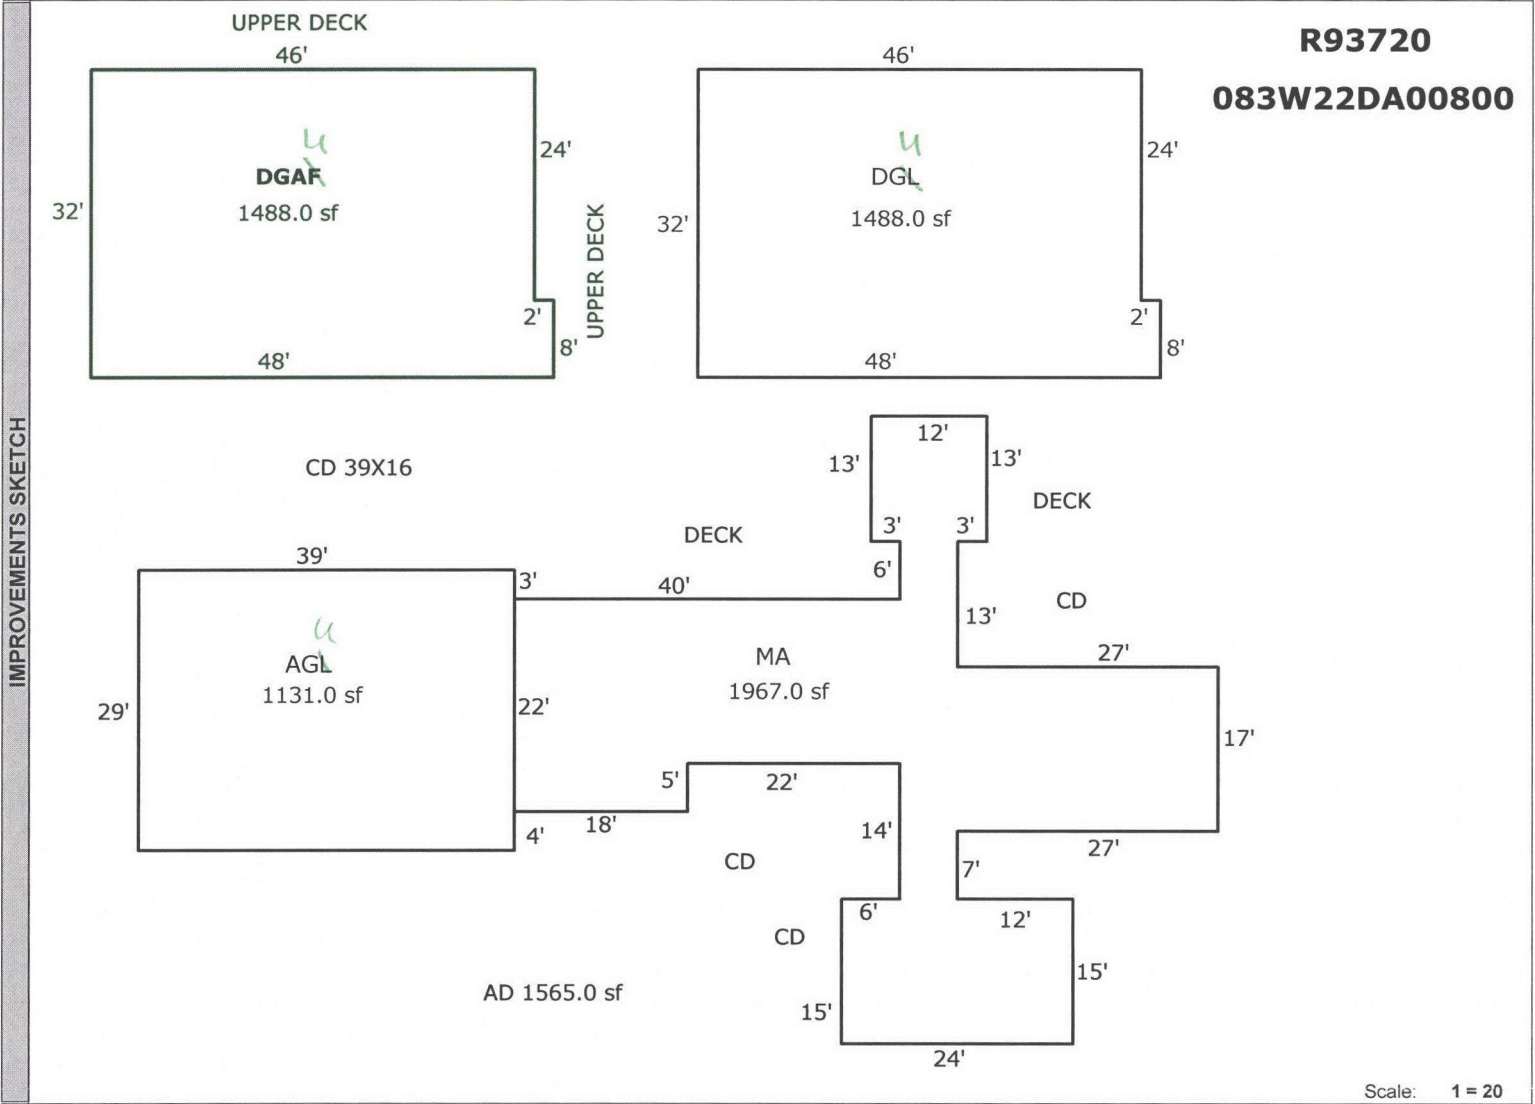 UPPER DECK
46'
46'
R93720
083W22DA00800
24'
24'
u
u
DGAF
DGL
1488.0 sf
1488.0 sf
32'
32'
UPPER DECK
2'
2'
8'
8'
48'
48'
IMPROVEMENTS SKETCH
12'
13'
13'
CD 39X16
DECK
3'
3'
DECK
39'
3'
6'
40'
CD
13'
u
AGL
1131.0 sf
MA
1967.0 sf
27'
29'
22'
17'
5'
22'
18'
4'
14'
27'
CD
7'
6'
12'
CD
15'
AD 1565.0 sf
15'
24'
Scale: 1 = 20